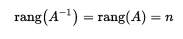 rang(A⁻¹) = rang(A) = n